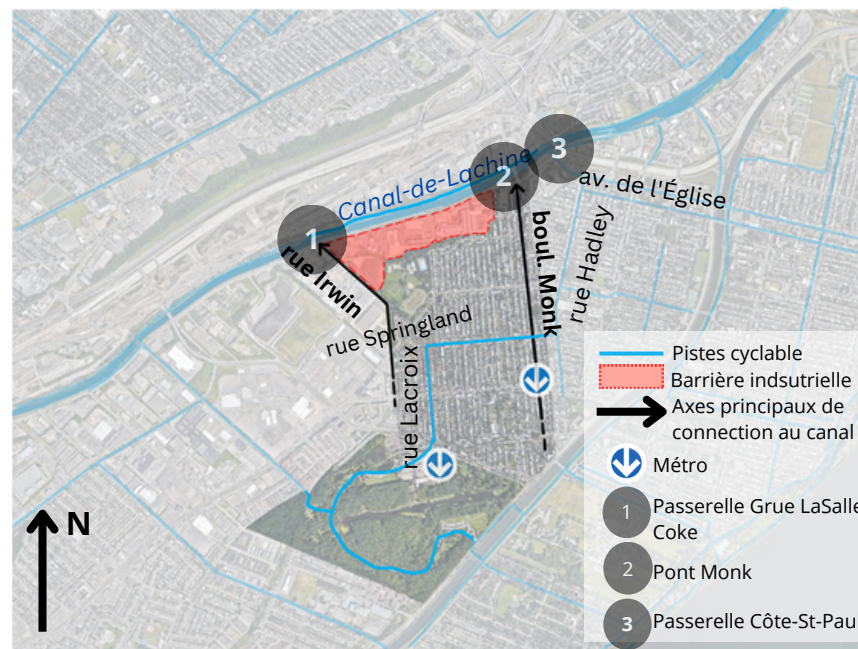 3
Canal-de-Lachine
2
av. de l'Église
1
rue Irwin
boul. Monk
rue Hadley
rue Springland
rue Lacroix
N
Pistes cyclable
Barrière indsutrielle
Axes principaux de
connection au canal
Métro
1 Passerelle Grue LaSalle
Coke
2 Pont Monk
3 Passerelle Côte-St-Pau